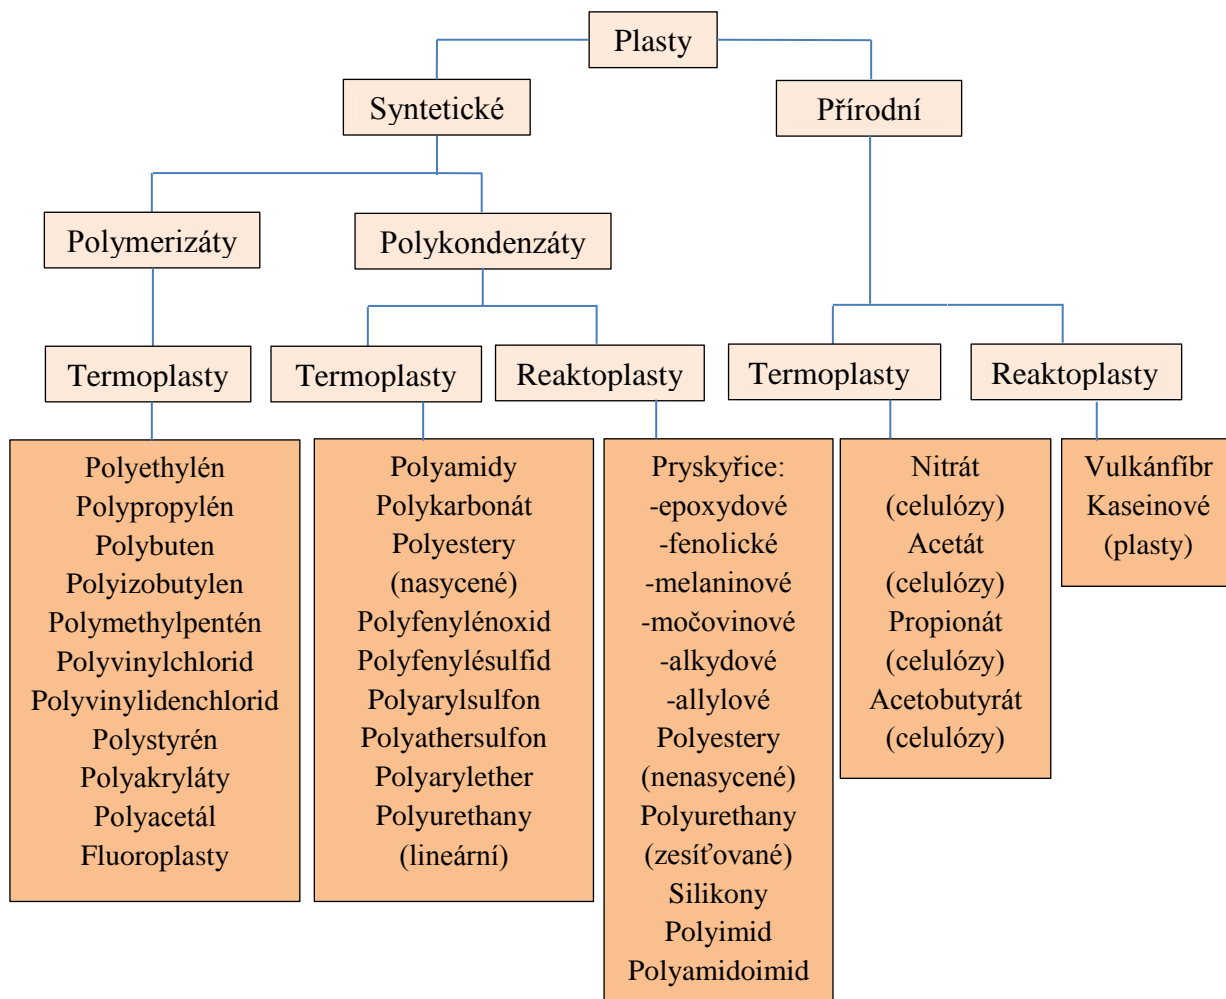 Plasty
Syntetické
Přírodní
Polymerizáty
Polykondenzáty
Termoplasty
Termoplasty
Reaktoplasty
Termoplasty
Reaktoplasty
Polyethylén
Polypropylén
Polybuten
Polyizobutylen
Polymethylpentén
Polyvinylchlorid
Polyvinylidenchlorid
Polystyrén
Polyakryláty
Polyacetál
Fluoroplasty
Polyamidy
Polykarbonát
Polyestery
(nasycené)
Polyfenylénoxid
Polyfenylésulfid
Polyarylsulfon
Polyathersulfon
Polyarylether
Polyurethany
(lineární)
Pryskyřice:
-epoxydové
-fenolické
-melaninové
-močovinové
-alkydové
-allylové
Polyestery
(nenasycené)
Polyurethany
(zesíťované)
Silikony
Polyimid
Polyamidoimid
Nitrát
(celulózy)
Acetát
(celulózy)
Propionát
(celulózy)
Acetobutyrát
(celulózy)
Vulkánfíbr
Kaseinové
(plasty)